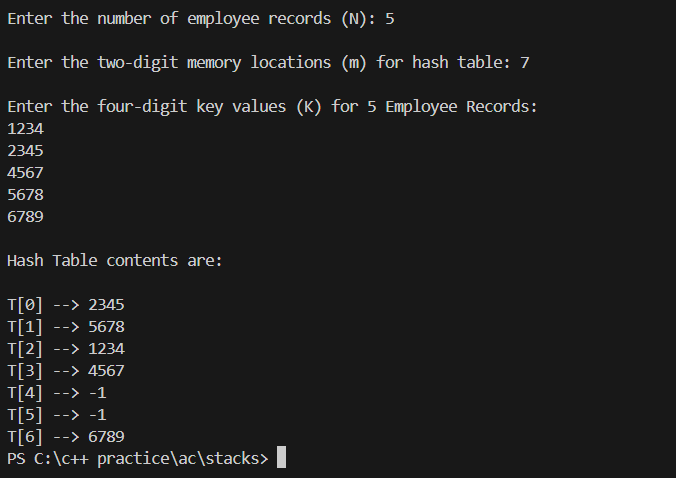 Enter the number of employee records (N): 5
Enter the two-digit memory locations (m) for hash table: 7
Enter the four-digit key values (K) for 5 Employee Records:
1234
2345
4567
5678
6789
Hash Table contents are:
T[0] --> 2345
T[1] --> 5678
T[2] --> 1234
T[3] --> 4567
T[4] --> -1
T[5] --> -1
T[6] --> 6789
PS C:\c++ practice\ac\stacks>